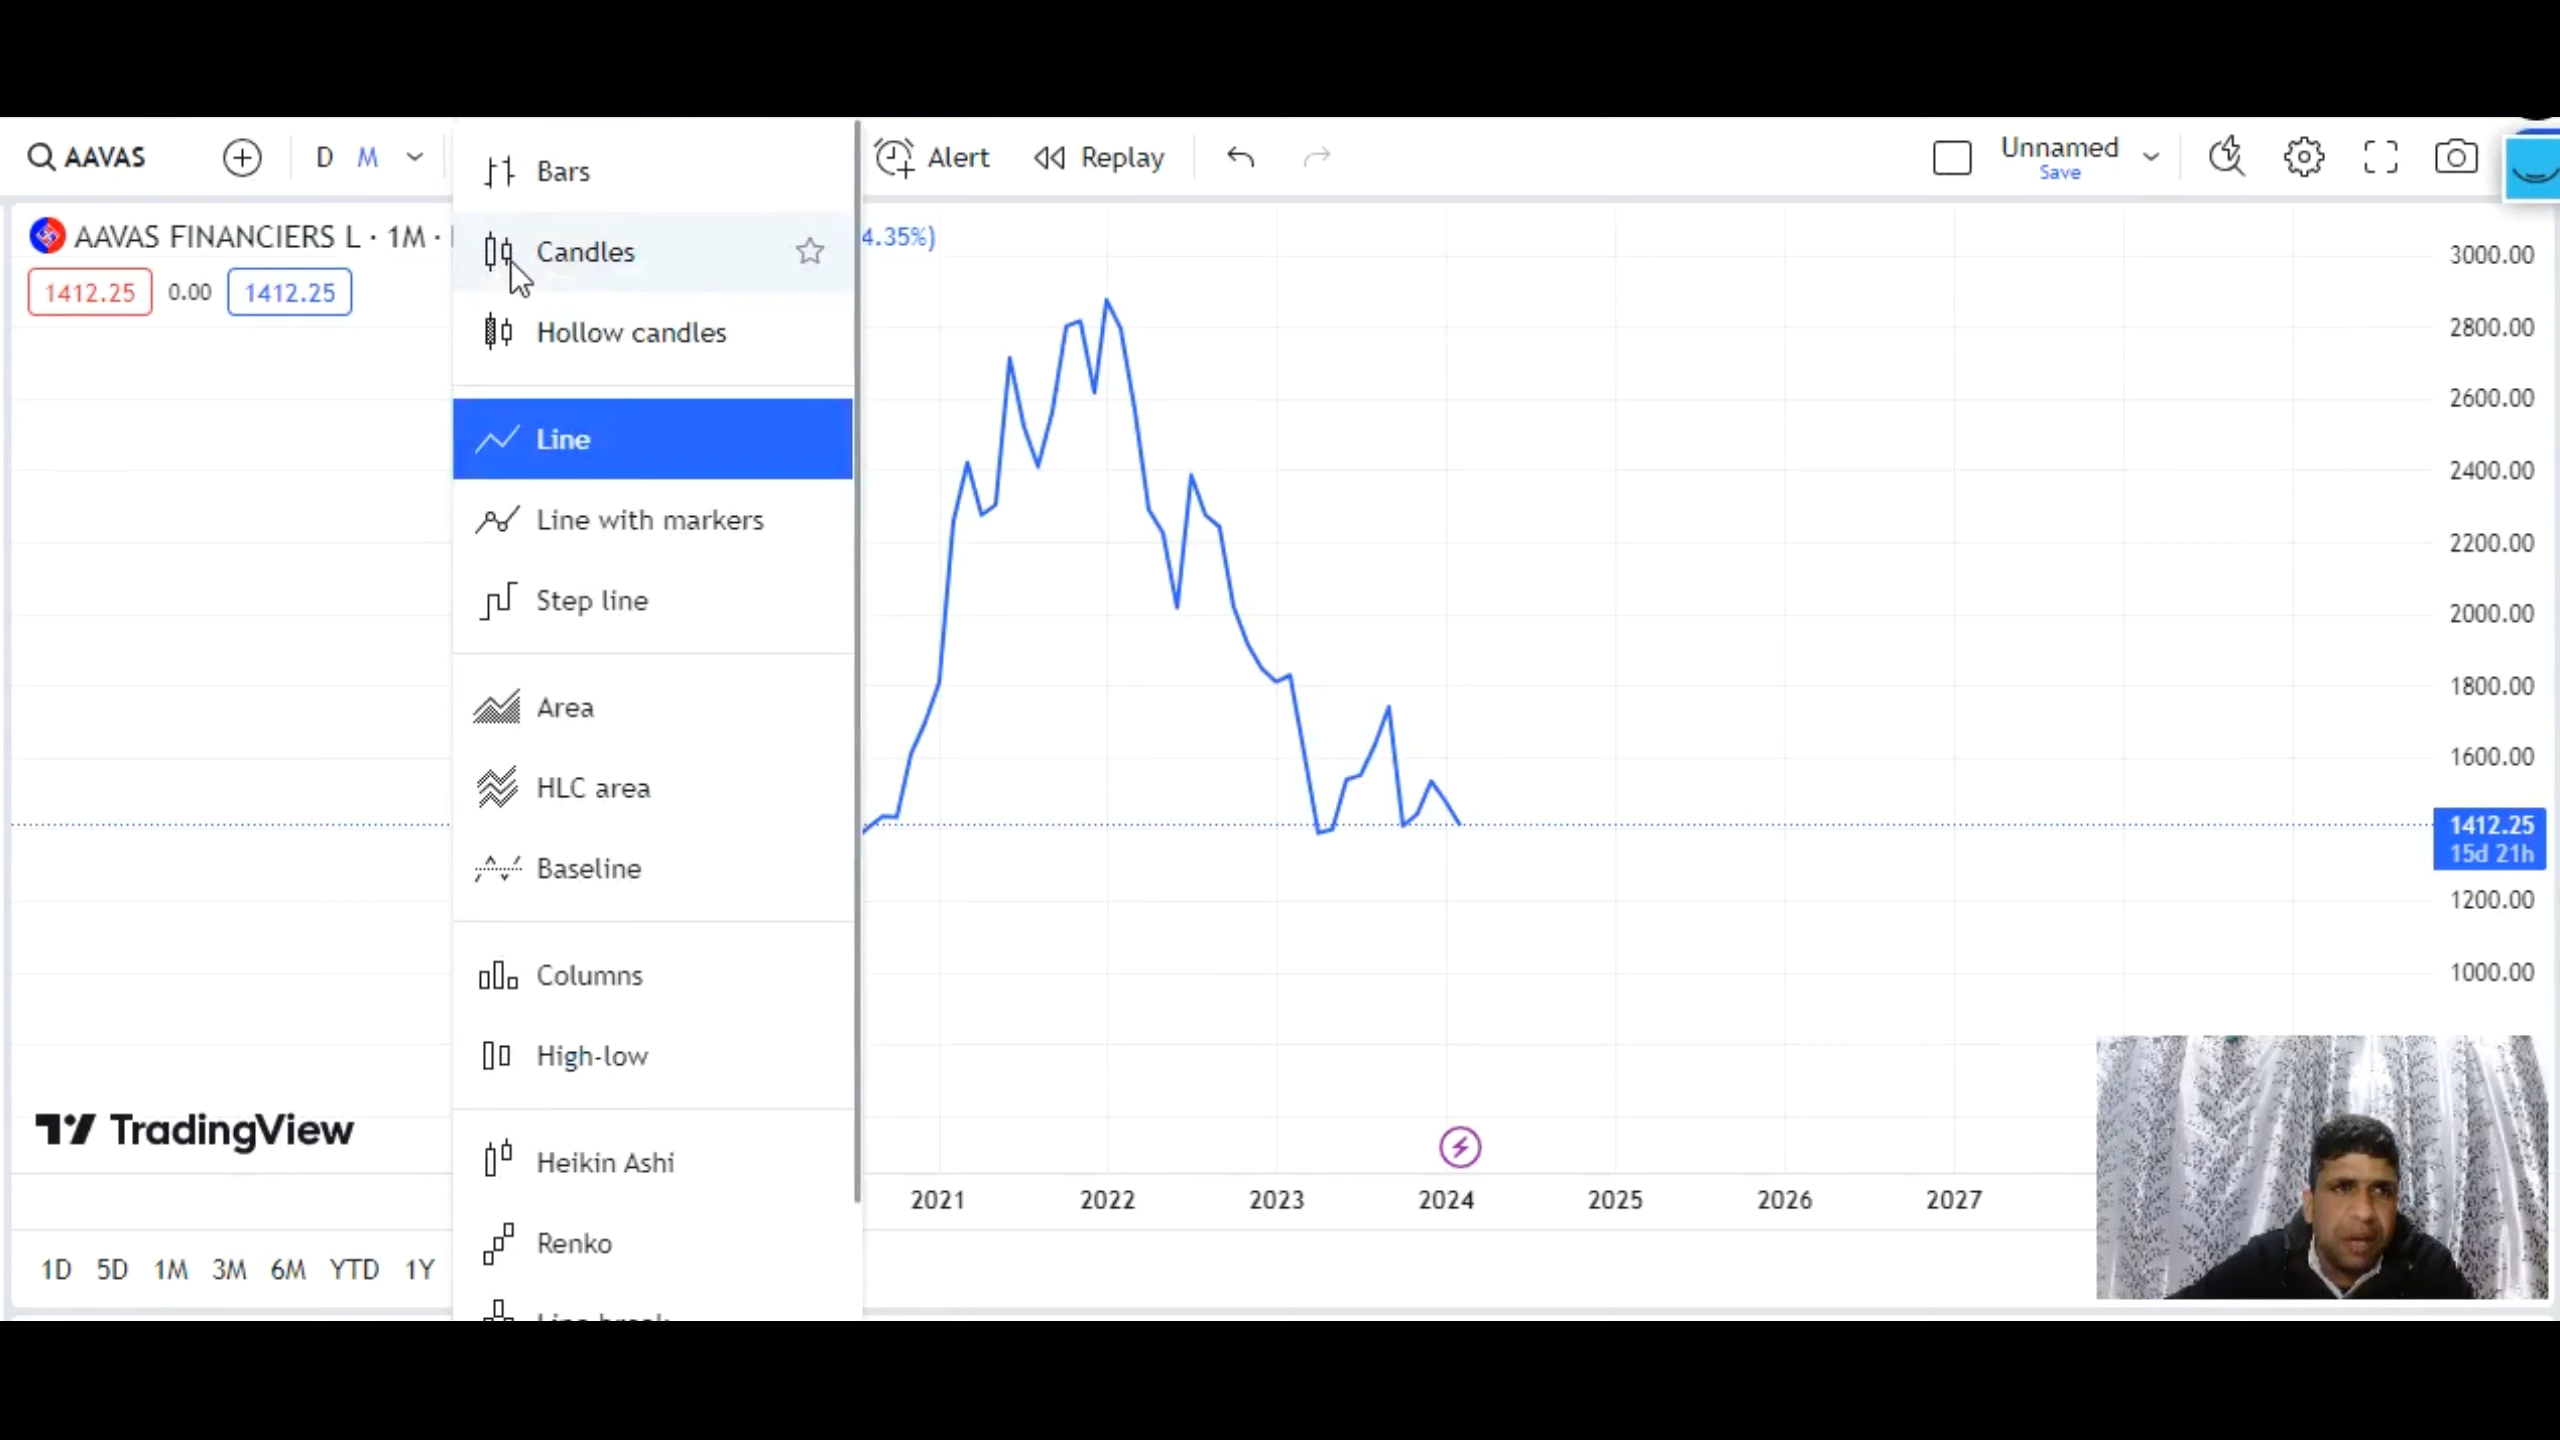 AAVAS
D M
Alert
Replay
Unnamed
Save
AAVAS FINANCIERS L · 1M ·
4.35%)
1412.25 0.00 1412.25
Bars
Candles
Hollow candles
Line
Line with markers
Step line
Area
HLC area
Baseline
Columns
High-low
Heikin Ashi
Renko
Line break
3000.00
2800.00
2600.00
2400.00
2200.00
2000.00
1800.00
1600.00
1412.25
15d 21h
1200.00
1000.00
TradingView
2021 2022 2023 2024 2025 2026 2027
1D 5D 1M 3M 6M YTD 1Y